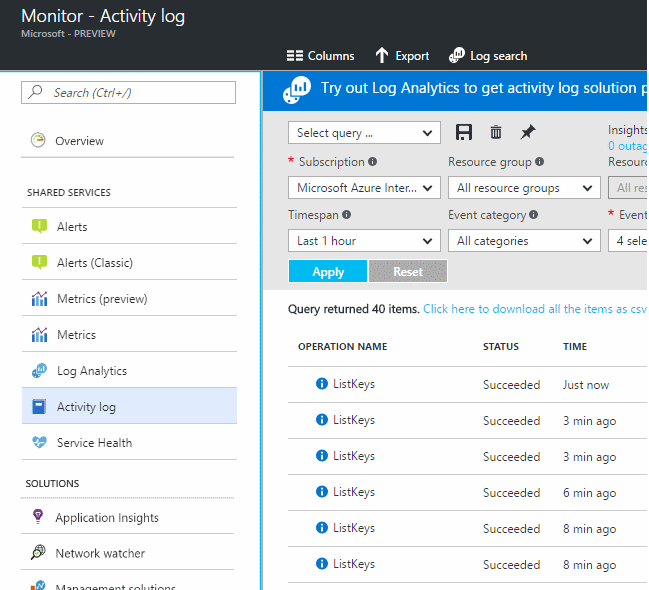 Monitor - Activity log
Microsoft - PREVIEW
Columns Export Log search
Search (Ctrl+/)
Overview
SHARED SERVICES
Alerts
Alerts (Classic)
Metrics (preview)
Metrics
Log Analytics
Activity log
Service Health
SOLUTIONS
Application Insights
Network watcher
Management solutions
Try out Log Analytics to get activity log solution p
Select query ...
Insights
0 outag
* Subscription Resource group Resourc
Microsoft Azure Inter... All resource groups All res
Timespan Event category * Event
Last 1 hour All categories 4 sele
Apply Reset
Query returned 40 items. Click here to download all the items as csv
OPERATION NAME STATUS TIME
ListKeys Succeeded Just now
ListKeys Succeeded 3 min ago
ListKeys Succeeded 3 min ago
ListKeys Succeeded 6 min ago
ListKeys Succeeded 8 min ago
ListKeys Succeeded 8 min ago